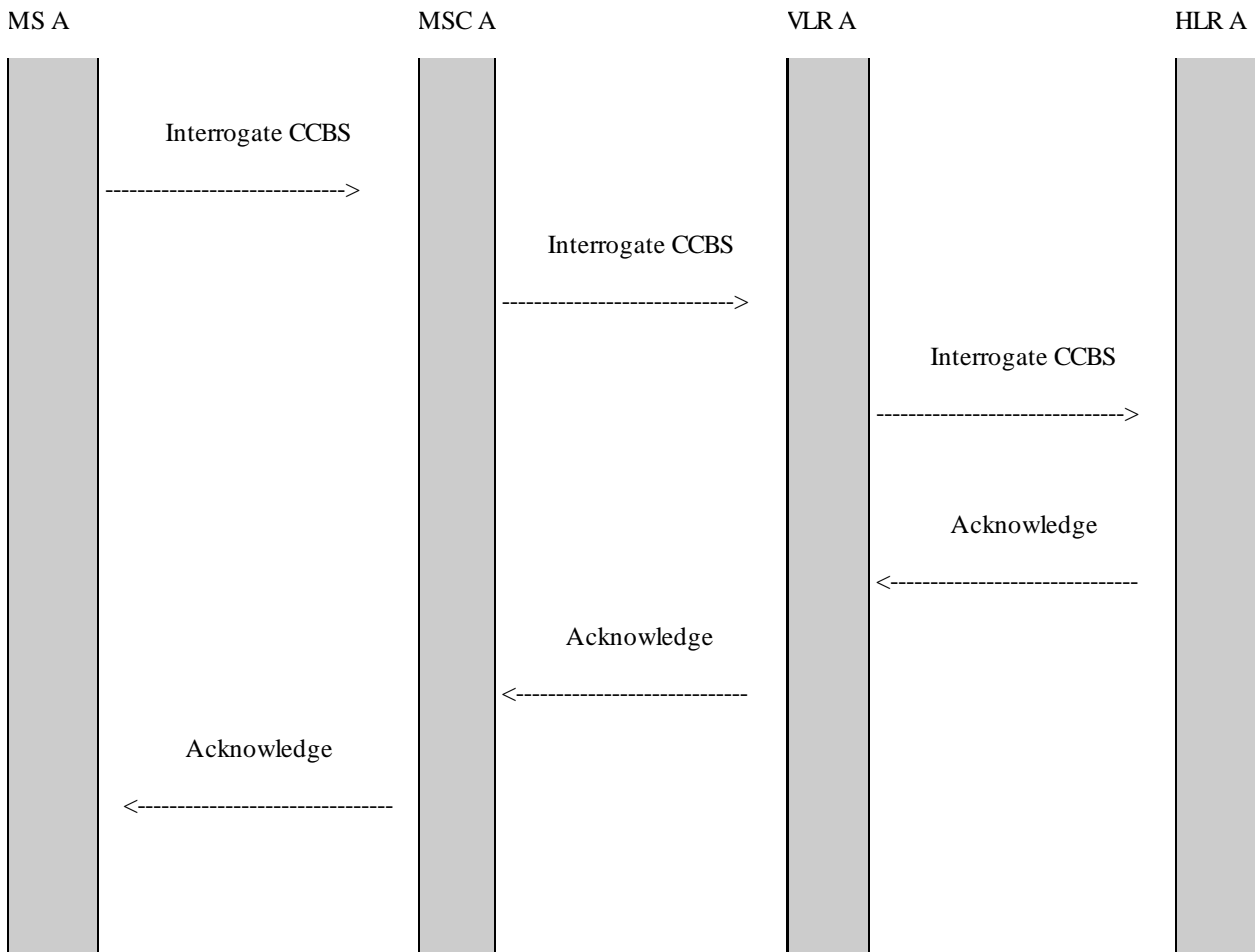 MS A
MSC A
VLR A
HLR A
Interrogate CCBS
------------------------------>
Interrogate CCBS
----------------------------->
Interrogate CCBS
------------------------------->
Acknowledge
<-------------------------------
Acknowledge
<-----------------------------
Acknowledge
<--------------------------------